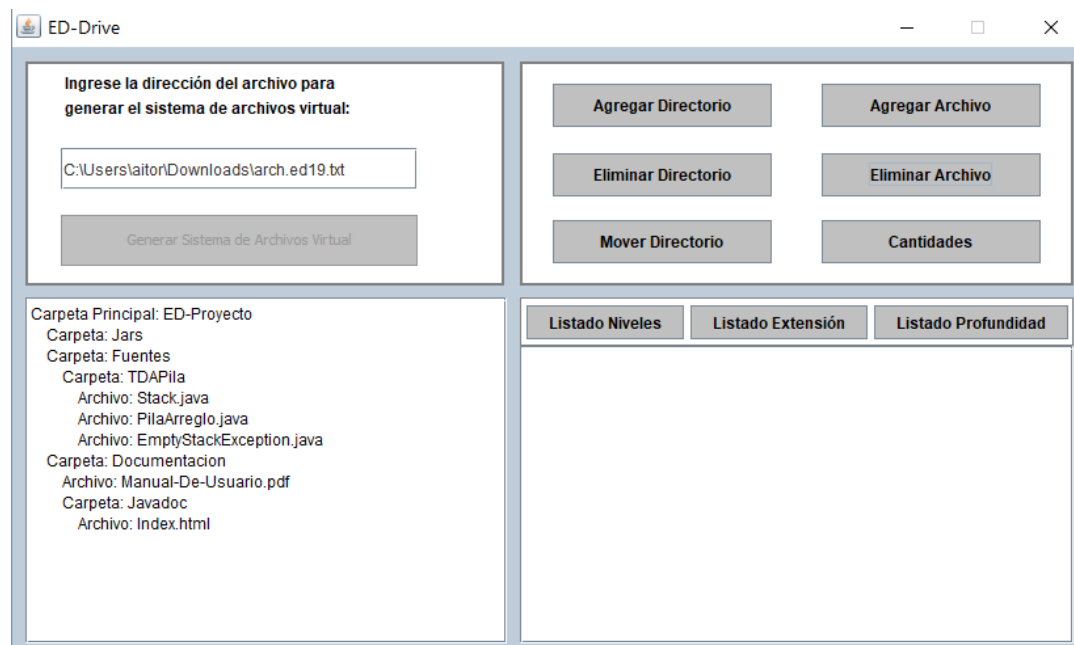 ED-Drive
Ingrese la dirección del archivo para
generar el sistema de archivos virtual:
C:\Users\aitor\Downloads\arch.ed19.txt
Generar Sistema de Archivos Virtual
Agregar Directorio
Agregar Archivo
Eliminar Directorio
Eliminar Archivo
Mover Directorio
Cantidades
Carpeta Principal: ED-Proyecto
Carpeta: Jars
Carpeta: Fuentes
Carpeta: TDAPila
Archivo: Stack.java
Archivo: PilaArreglo.java
Archivo: EmptyStackException.java
Carpeta: Documentacion
Archivo: Manual-De-Usuario.pdf
Carpeta: Javadoc
Archivo: Index.html
Listado Niveles
Listado Extensión
Listado Profundidad